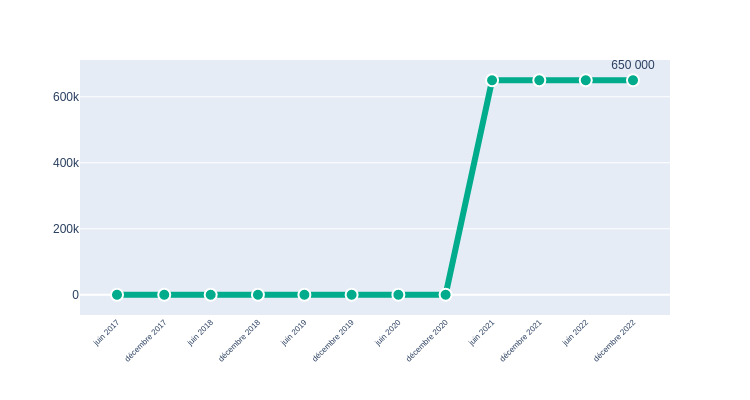 650 000
600k
400k
200k
0
juin 2017
décembre 2017
juin 2018
décembre 2018
juin 2019
décembre 2019
juin 2020
décembre 2020
juin 2021
décembre 2021
juin 2022
décembre 2022